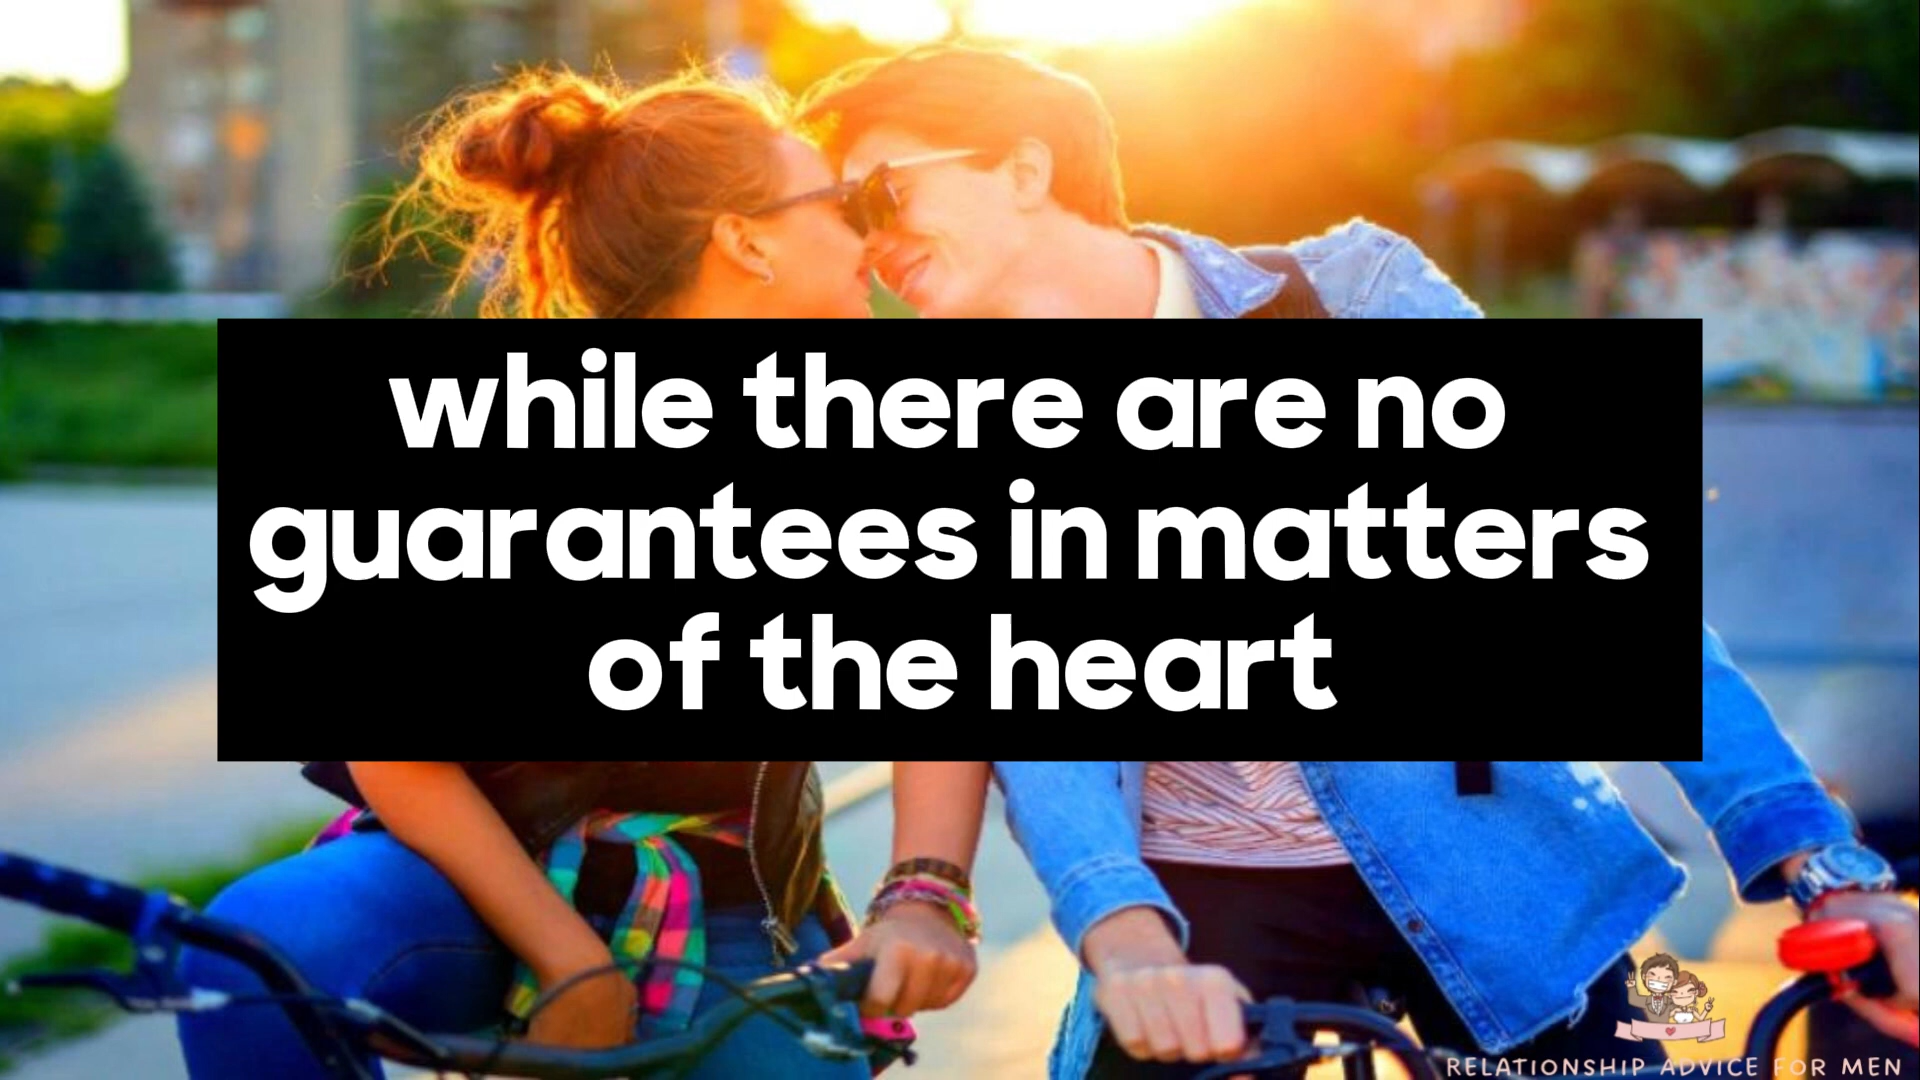 while there are no
guarantees in matters
of the heart
RELATIONSHIP ADVICE FOR MEN